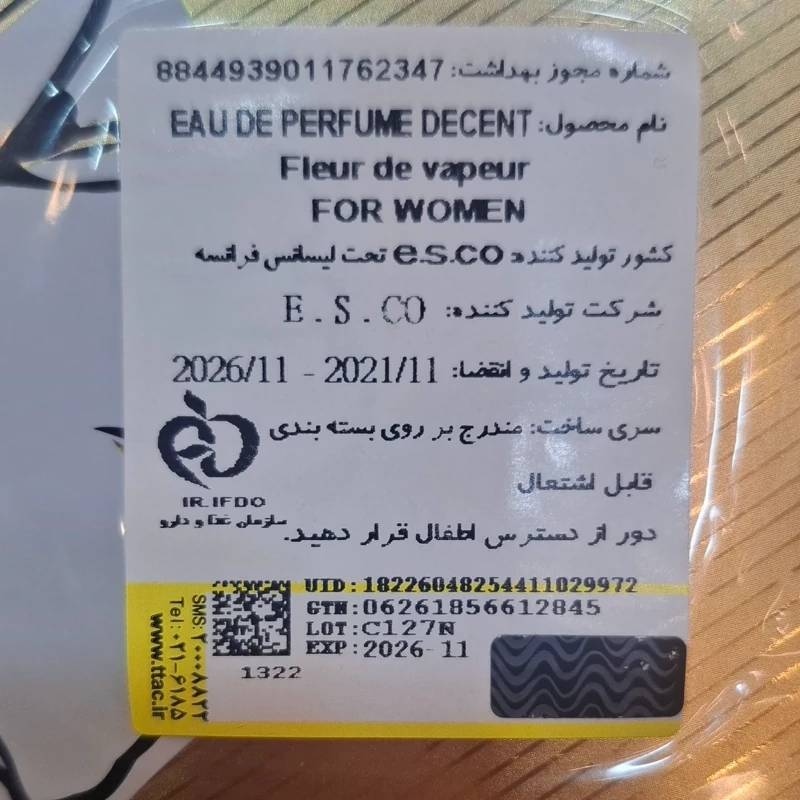 شماره مجوز بهداشت: 8844939011762347
نام محصول: EAU DE PERFUME DECENT
Fleur de vapeur
FOR WOMEN
کشور تولید کننده e.s.co تحت لیسانس فرانسه
شرکت تولید کننده: E.S.CO
تاریخ تولید و انقضا: 2021/11 - 2026/11
سری ساخت: مندرج بر روی بسته بندی
قابل اشتعال
IR.IFDO
سازمان غذا و دارو
دور از دسترس اطفال قرار دهید.
UID:18226048254411029972
GTN:06261856612845
LOT:C127N
EXP:2026-11
1322
SMS:۲۰۰۰۸۸۲۲
Tel:۰۲۱-۶۱۸۵
www.ttac.ir